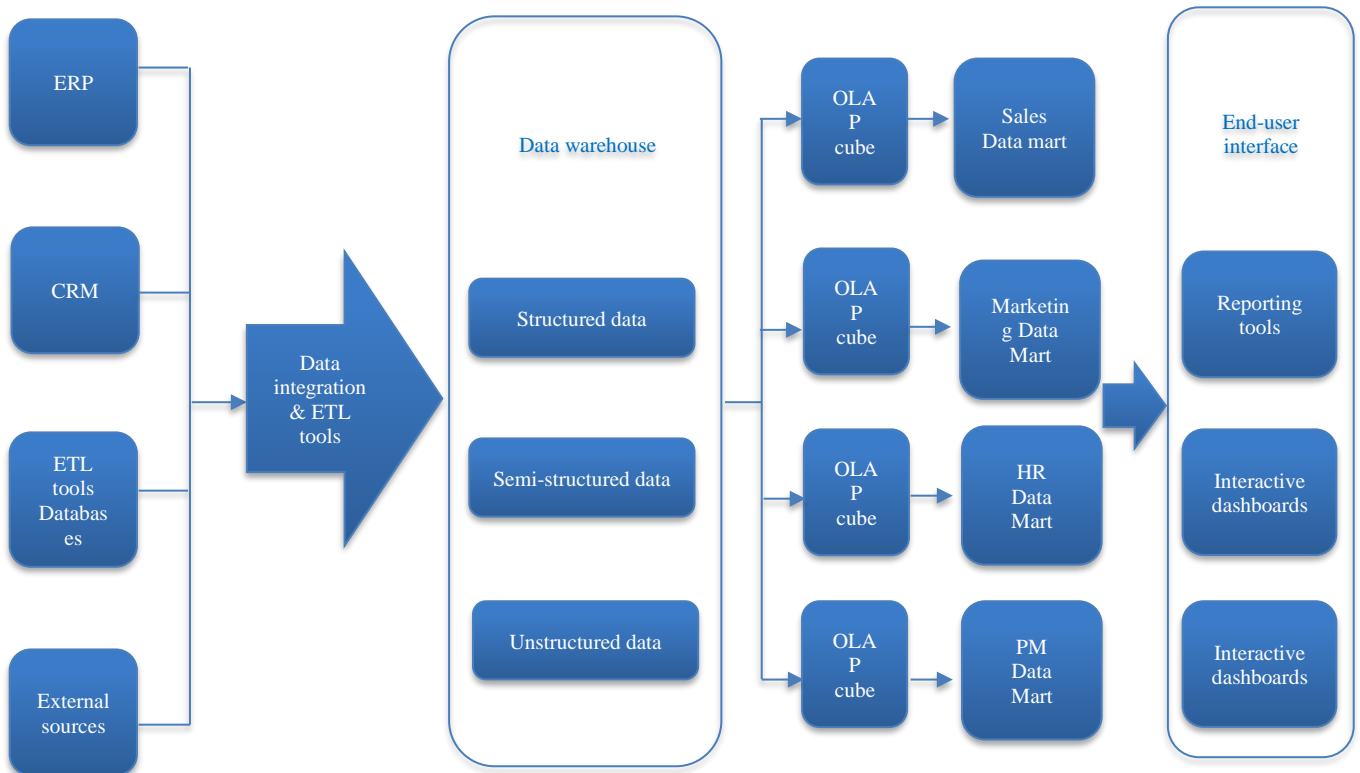 ERP
CRM
ETL
tools
Databas
es
External
sources
Data
integration
& ETL
tools
Data warehouse
Structured data
Semi-structured data
Unstructured data
OLA
P
cube
Sales
Data mart
OLA
P
cube
Marketin
g Data
Mart
OLA
P
cube
HR
Data
Mart
OLA
P
cube
PM
Data
Mart
End-user
interface
Reporting
tools
Interactive
dashboards
Interactive
dashboards